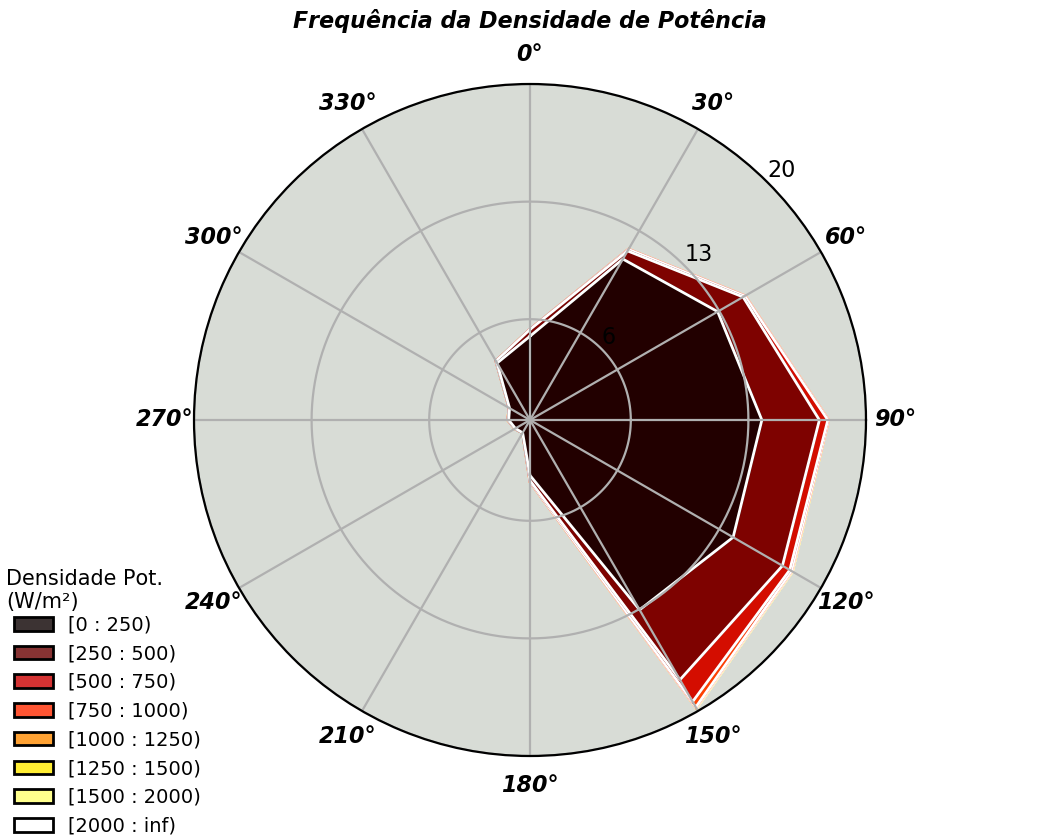 Frequência da Densidade de Potência
0°
330°
30°
20
300°
60°
13
6
270°
90°
240°
120°
210°
150°
180°
Densidade Pot.
(W/m²)
[0 : 250)
[250 : 500)
[500 : 750)
[750 : 1000)
[1000 : 1250)
[1250 : 1500)
[1500 : 2000)
[2000 : inf)